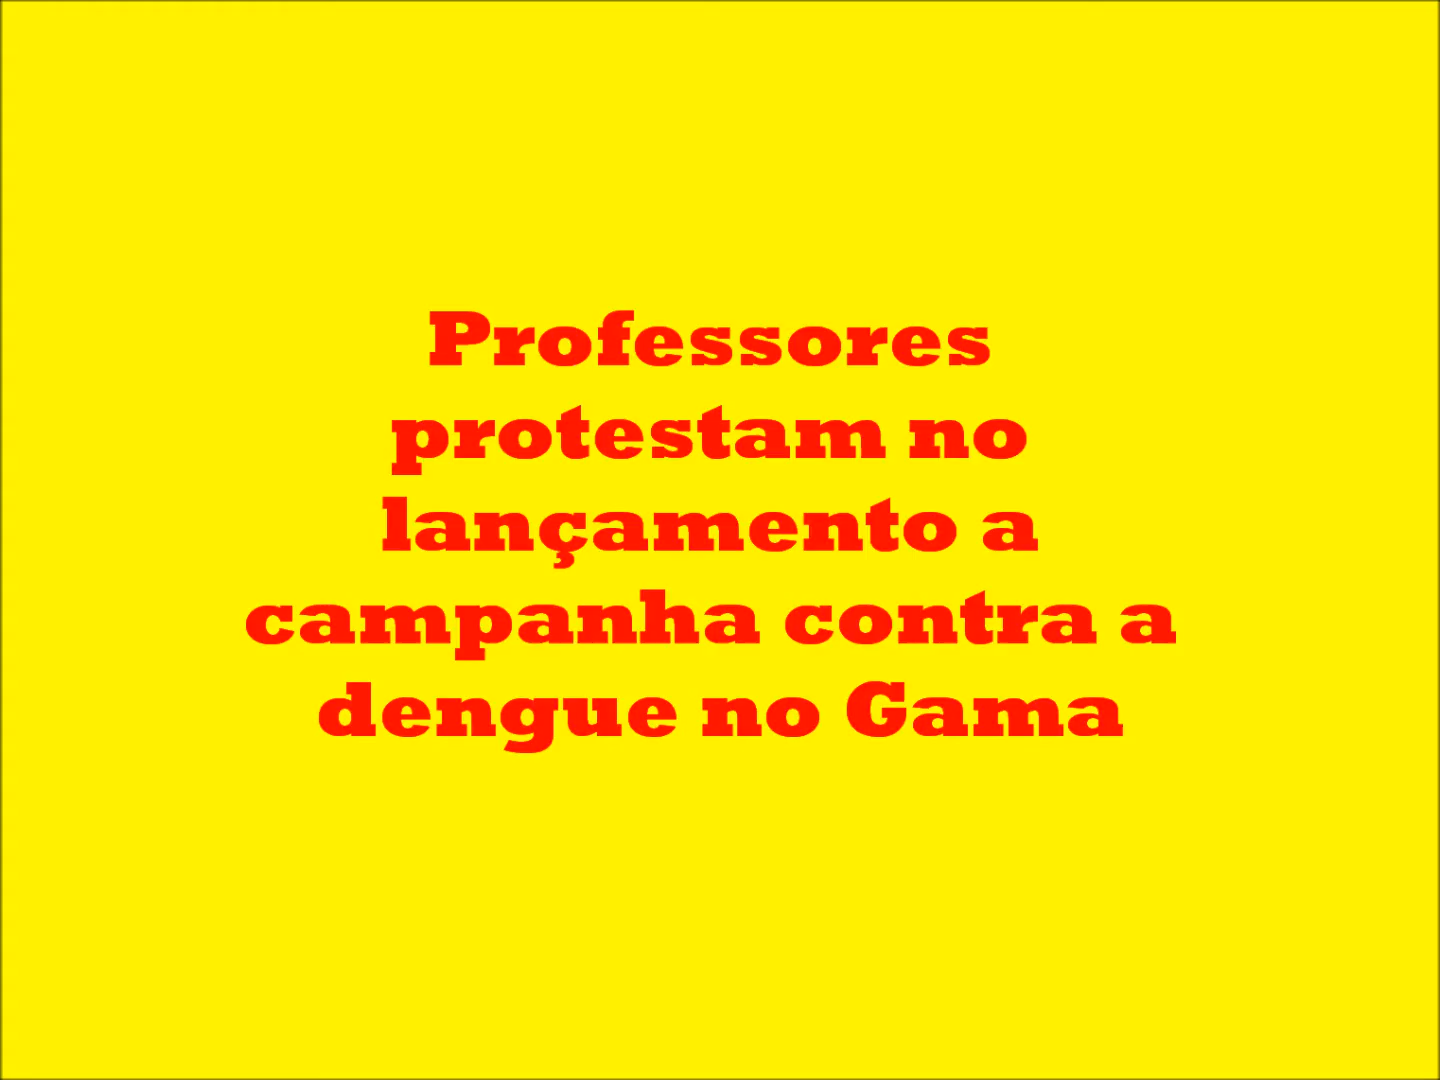 Professores
protestam no
lançamento a
campanha contra a
dengue no Gama